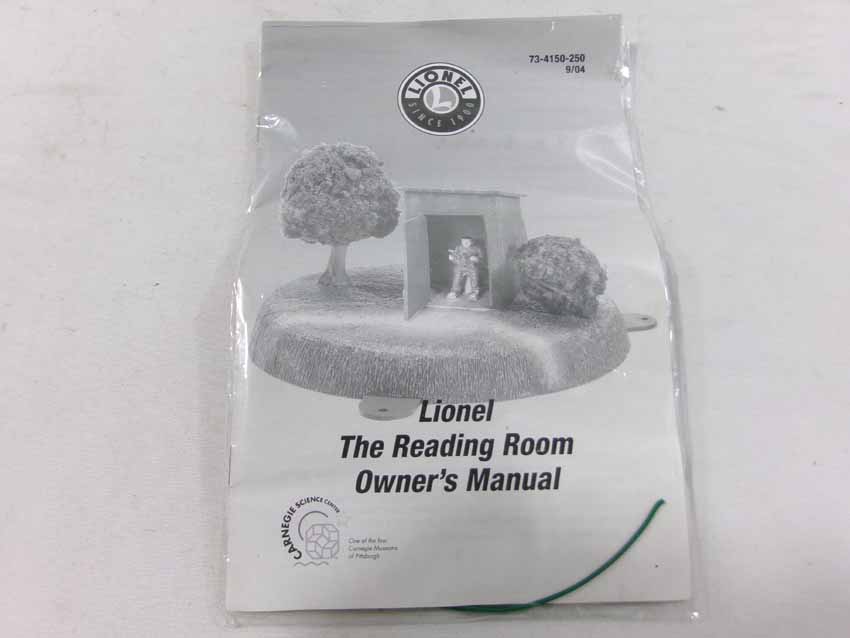 73-4150-250
9/04
LIONEL
L
SINCE 1900
Lionel
The Reading Room
Owner's Manual
CARNEGIE SCIENCE CENTER
One of the four
Carnegie Museums
of Pittsburgh